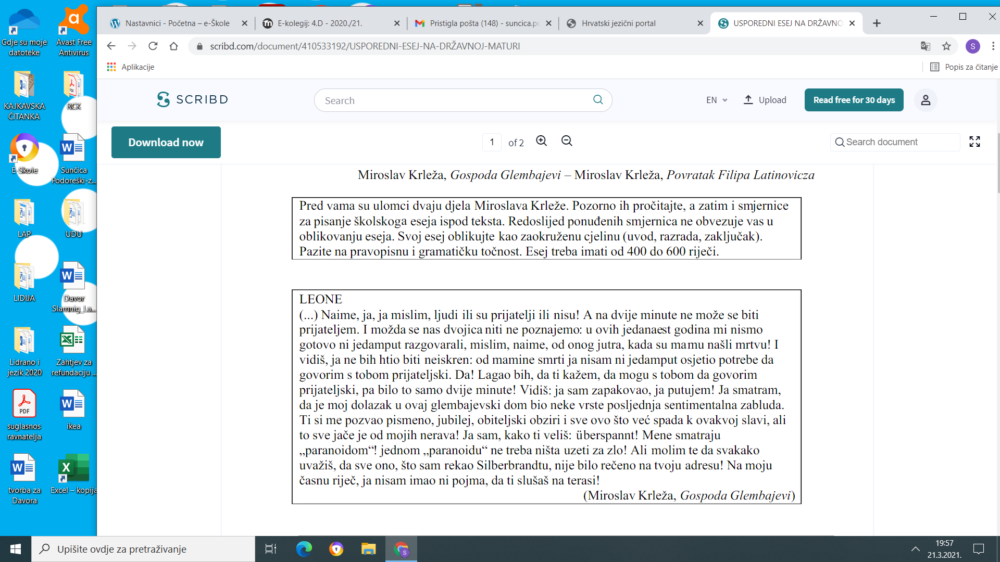 Gdje su moje
datoteke
Avast Free
Antivirus
KAJKAVSKA
ČITANKA
RCK
E-Skole
Sunčica
Podoreški-z...
LAP
UDU
LIDIJA
Davor
Slamnig_La...
Lidrano i
jezik 2020
Zahtjev za
refundaciju ...
suglasnos
ravnatelja
ikea
tvorba za
Davora
Excel – kopija
Nastavnici - Početna – e-Škole
E-kolegij: 4.D - 2020./21.
Pristigla pošta (148) - suncica.po
Hrvatski jezični portal
USPOREDNI ESEJ NA DRŽAVNO
scribd.com/document/410533192/USPOREDNI-ESEJ-NA-DRŽAVNOJ-MATURI
S
Aplikacije
Popis za čitanje
SCRIBD
Search
EN
Upload
Read free for 30 days
Download now
1 of 2
Search document
Miroslav Krleža, Gospoda Glembajevi – Miroslav Krleža, Povratak Filipa Latinovicza
Pred vama su ulomci dvaju djela Miroslava Krleže. Pozorno ih pročitajte, a zatim i smjernice
za pisanje školskoga eseja ispod teksta. Redoslijed ponuđenih smjernica ne obvezuje vas u
oblikovanju eseja. Svoj esej oblikujte kao zaokruženu cjelinu (uvod, razrada, zaključak).
Pazite na pravopisnu i gramatičku točnost. Esej treba imati od 400 do 600 riječi.
LEONE
(...) Naime, ja, ja mislim, ljudi ili su prijatelji ili nisu! A na dvije minute ne može se biti
prijateljem. I možda se nas dvojica niti ne poznajemo: u ovih jedanaest godina mi nismo
gotovo ni jedamput razgovarali, mislim, naime, od onog jutra, kada su mamu našli mrtvu! I
vidiš, ja ne bih htio biti neiskren: od mamine smrti ja nisam ni jedamput osjetio potrebe da
govorim s tobom prijateljski. Da! Lagao bih, da ti kažem, da mogu s tobom da govorim
prijateljski, pa bilo to samo dvije minute! Vidiš: ja sam zapakovao, ja putujem! Ja smatram,
da je moj dolazak u ovaj glembajevski dom bio neke vrste posljednja sentimentalna zabluda.
Ti si me pozvao pismeno, jubilej, obiteljski obziri i sve ovo što već spada k ovakvoj slavi, ali
to sve jače je od mojih nerava! Ja sam, kako ti veliš: überspannt! Mene smatraju
„paranoidom“! jednom „paranoidu“ ne treba ništa uzeti za zlo! Ali molim te da svakako
uvažiš, da sve ono, što sam rekao Silberbrandtu, nije bilo rečeno na tvoju adresu! Na moju
časnu riječ, ja nisam imao ni pojma, da ti slušaš na terasi!
(Miroslav Krleža, Gospoda Glembajevi)
Upišite ovdje za pretraživanje
19:57
21.3.2021.